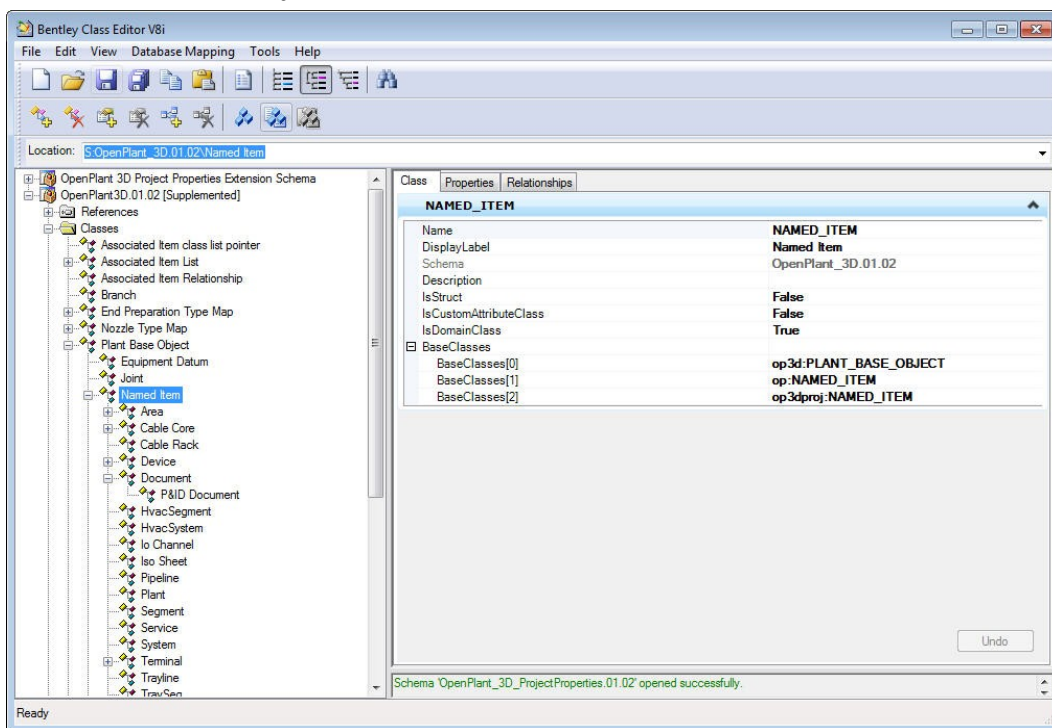 Bentley Class Editor V8i
File Edit View Database Mapping Tools Help
Location: S:OpenPlant_3D.01.02\Named Item
OpenPlant 3D Project Properties Extension Schema
OpenPlant3D.01.02 [Supplemented]
References
Classes
Associated Item class list pointer
Associated Item List
Associated Item Relationship
Branch
End Preparation Type Map
Nozzle Type Map
Plant Base Object
Equipment Datum
Joint
Named Item
Area
Cable Core
Cable Rack
Device
Document
P&ID Document
HvacSegment
HvacSystem
Io Channel
Iso Sheet
Pipeline
Plant
Segment
Service
System
Terminal
Trayline
TraySeg
Class Properties Relationships
NAMED_ITEM
Name NAMED_ITEM
DisplayLabel Named Item
Schema OpenPlant_3D.01.02
Description
IsStruct False
IsCustomAttributeClass False
IsDomainClass True
BaseClasses
BaseClasses[0] op3d:PLANT_BASE_OBJECT
BaseClasses[1] op:NAMED_ITEM
BaseClasses[2] op3dproj:NAMED_ITEM
Undo
Schema 'OpenPlant_3D_ProjectProperties.01.02' opened successfully.
Ready